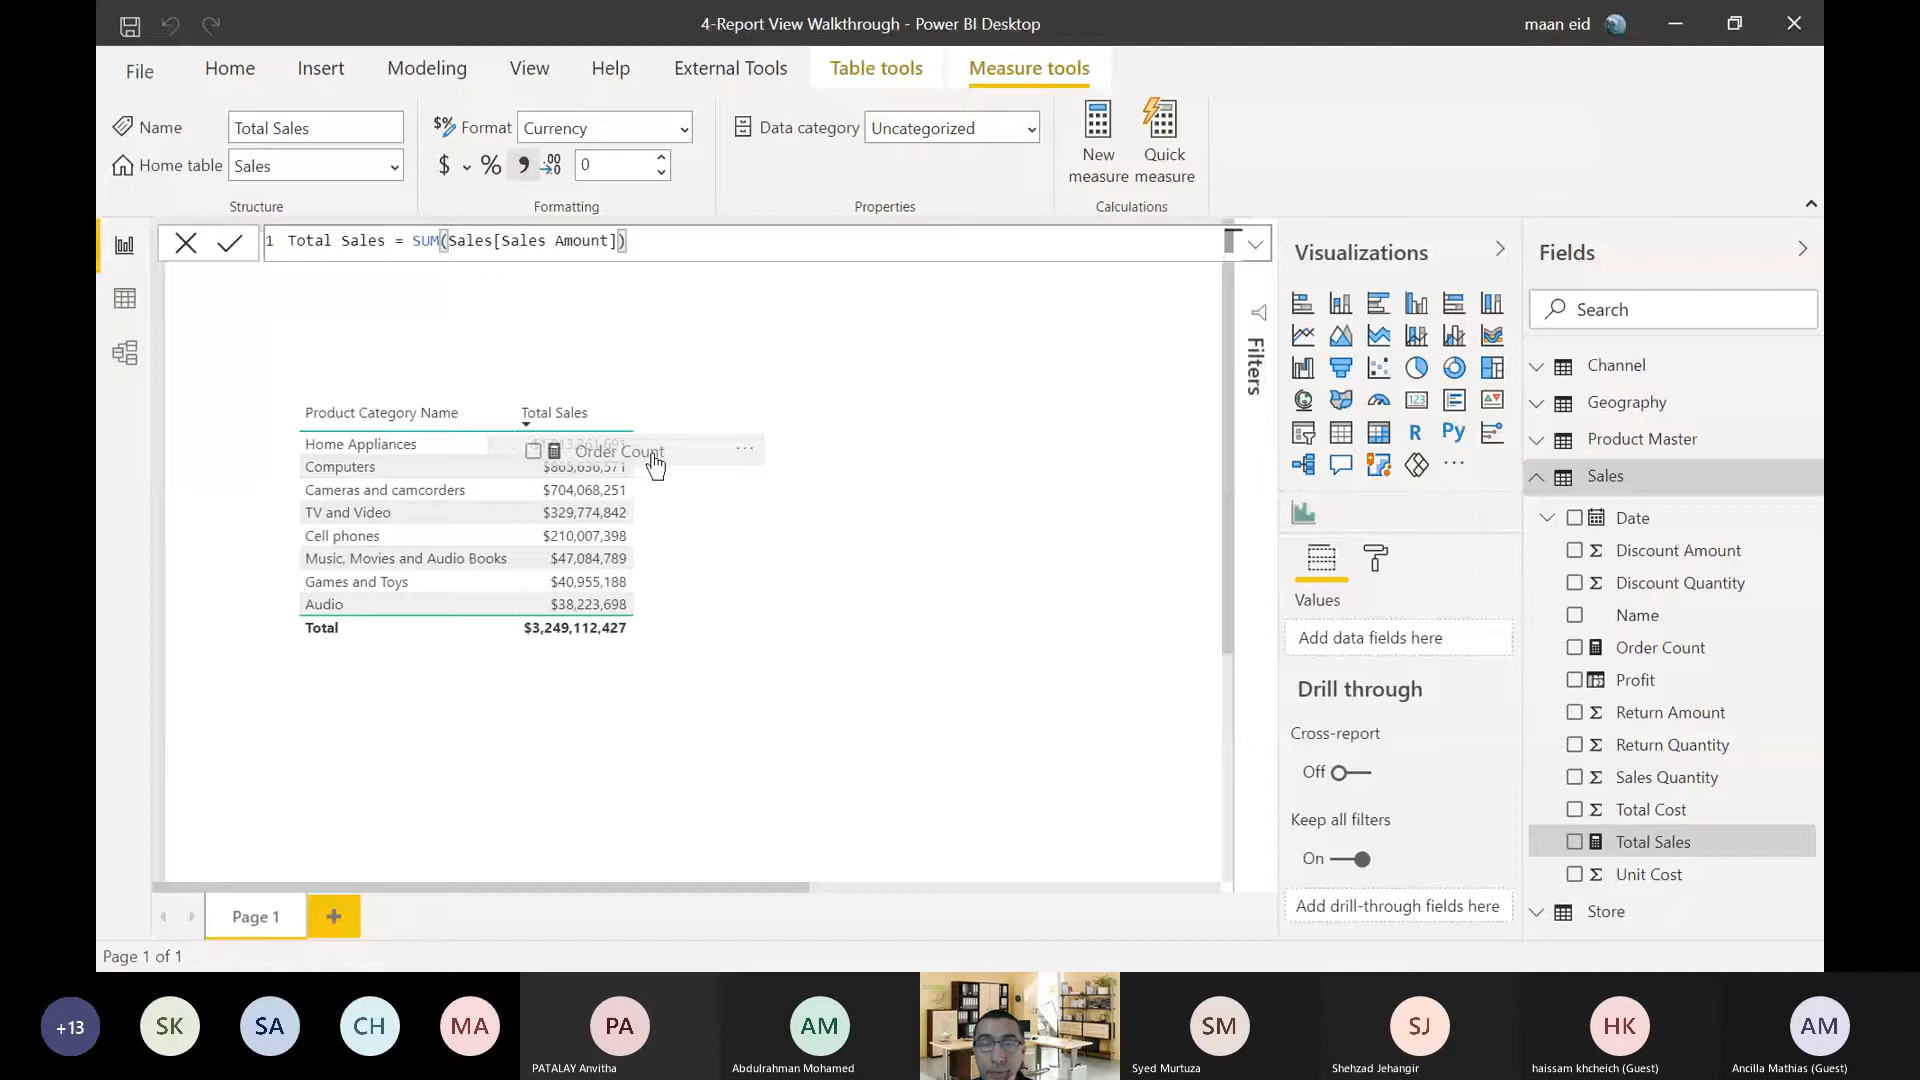 4-Report View Walkthrough - Power BI Desktop
maan eid
File
Home
Insert
Modeling
View
Help
External Tools
Table tools
Measure tools
Name
Total Sales
Home table
Sales
Structure
$% Format
Currency
$
%
,
.00
0
Formatting
Data category
Uncategorized
Properties
New measure
Quick measure
Calculations
1 Total Sales = SUM(Sales[Sales Amount])
Product Category Name
Total Sales
Home Appliances
Order Count
Computers $865,636,571
Cameras and camcorders $704,068,251
TV and Video $329,774,842
Cell phones $210,007,398
Music, Movies and Audio Books $47,084,789
Games and Toys $40,955,188
Audio $38,223,698
Total $3,249,112,427
Filters
Visualizations
123
R
Py
Values
Add data fields here
Drill through
Cross-report
Off
Keep all filters
On
Add drill-through fields here
Fields
Search
Channel
Geography
Product Master
Sales
Date
Σ Discount Amount
Σ Discount Quantity
Name
Order Count
Profit
Σ Return Amount
Σ Return Quantity
Σ Sales Quantity
Σ Total Cost
Total Sales
Σ Unit Cost
Store
Page 1
+
Page 1 of 1
+13
SK
SA
CH
MA
PA
PATALAY Anvitha
AM
Abdulrahman Mohamed
SM
Syed Murtuza
SJ
Shehzad Jehangir
HK
haissam khcheich (Guest)
AM
Ancilla Mathias (Guest)